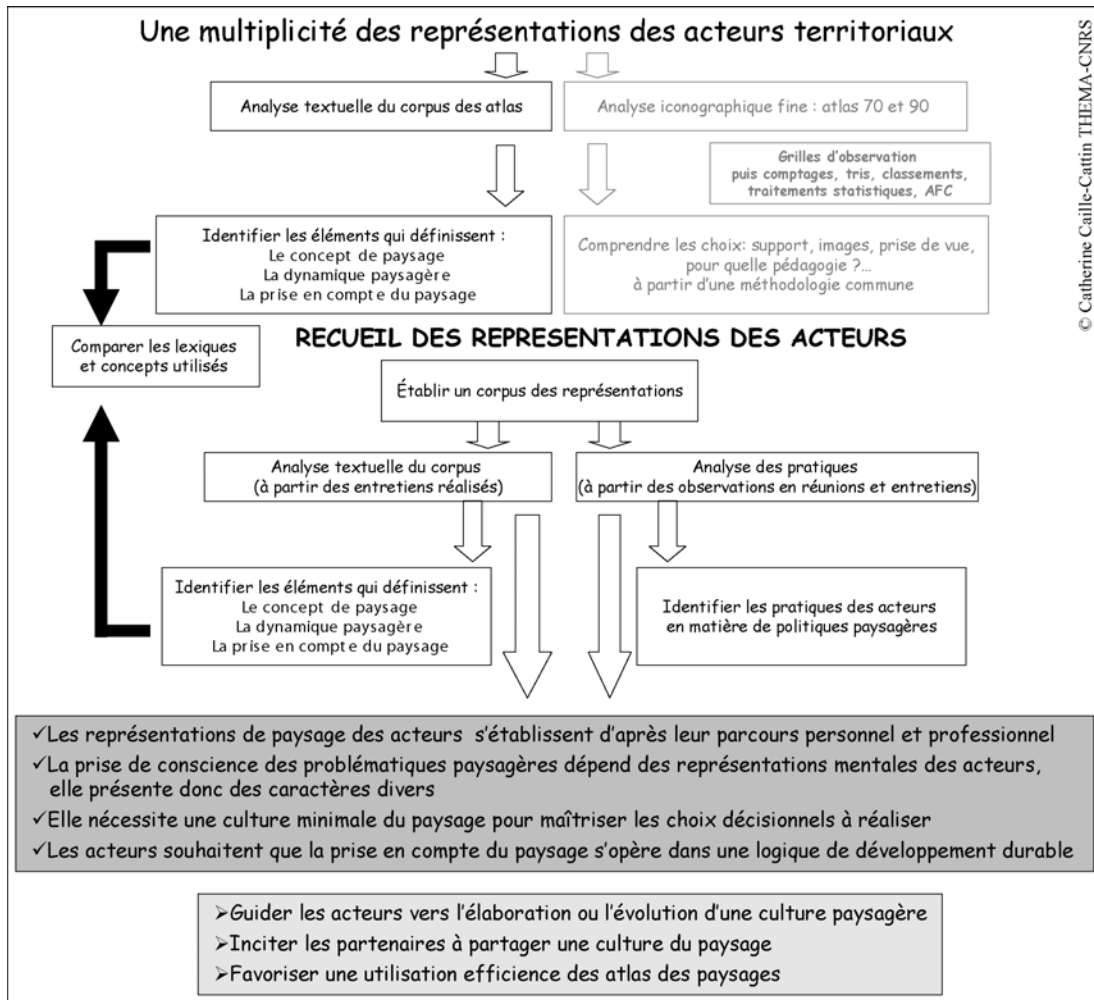 Une multiplicité des représentations des acteurs territoriaux
Analyse textuelle du corpus des atlas
Analyse iconographique fine : atlas 70 et 90
Grilles d'observation
puis comptages, tris, classements,
traitements statistiques, AFC
Identifier les éléments qui définissent :
Le concept de paysage
La dynamique paysagère
La prise en compte du paysage
Comprendre les choix: support, images, prise de vue,
pour quelle pédagogie ?...
à partir d'une méthodologie commune
Comparer les lexiques
et concepts utilisés
RECUEIL DES REPRESENTATIONS DES ACTEURS
Établir un corpus des représentations
Analyse textuelle du corpus
(à partir des entretiens réalisés)
Analyse des pratiques
(à partir des observations en réunions et entretiens)
Identifier les éléments qui définissent :
Le concept de paysage
La dynamique paysagère
La prise en compte du paysage
Identifier les pratiques des acteurs
en matière de politiques paysagères
✓Les représentations de paysage des acteurs s'établissent d'après leur parcours personnel et professionnel
✓La prise de conscience des problématiques paysagères dépend des représentations mentales des acteurs,
elle présente donc des caractères divers
✓Elle nécessite une culture minimale du paysage pour maîtriser les choix décisionnels à réaliser
✓Les acteurs souhaitent que la prise en compte du paysage s'opère dans une logique de développement durable
➢Guider les acteurs vers l'élaboration ou l'évolution d'une culture paysagère
➢Inciter les partenaires à partager une culture du paysage
➢Favoriser une utilisation efficience des atlas des paysages
© Catherine Caille-Cattin THEMA-CNRS